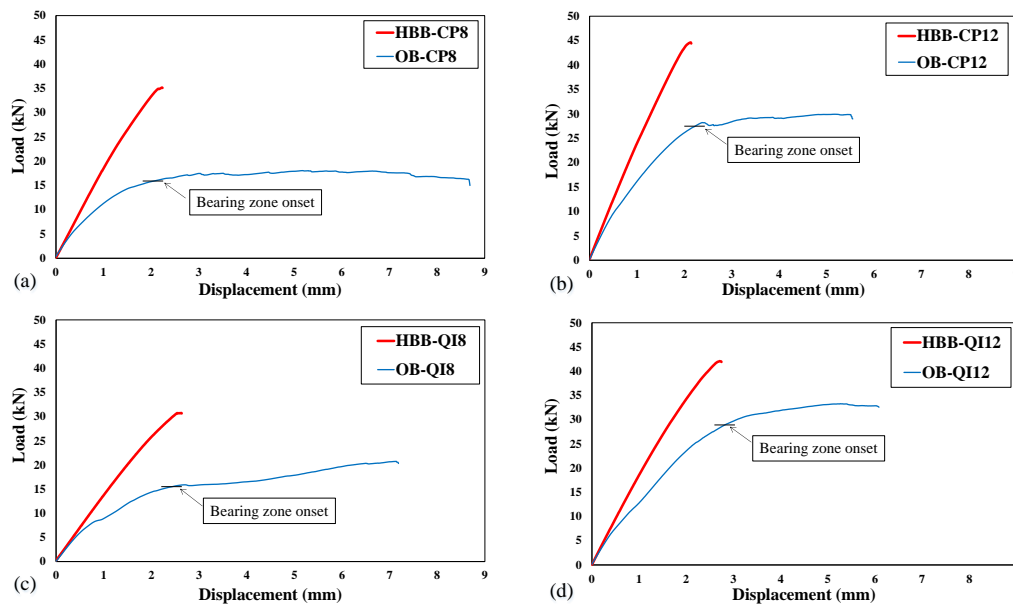 50
45
40
35
30
25
20
15
10
5
0
Load (kN)
HBB-CP8
OB-CP8
Bearing zone onset
0 1 2 3 4 5 6 7 8 9
Displacement (mm)
(a)
50
45
40
35
30
25
20
15
10
5
0
Load (kN)
HBB-CP12
OB-CP12
Bearing zone onset
0 1 2 3 4 5 6 7 8
Displacement (mm)
(b)
50
45
40
35
30
25
20
15
10
5
0
Load (kN)
HBB-QI8
OB-QI8
Bearing zone onset
0 1 2 3 4 5 6 7 8 9
Displacement (mm)
(c)
50
45
40
35
30
25
20
15
10
5
0
Load (kN)
HBB-QI12
OB-QI12
Bearing zone onset
0 1 2 3 4 5 6 7 8
Displacement (mm)
(d)